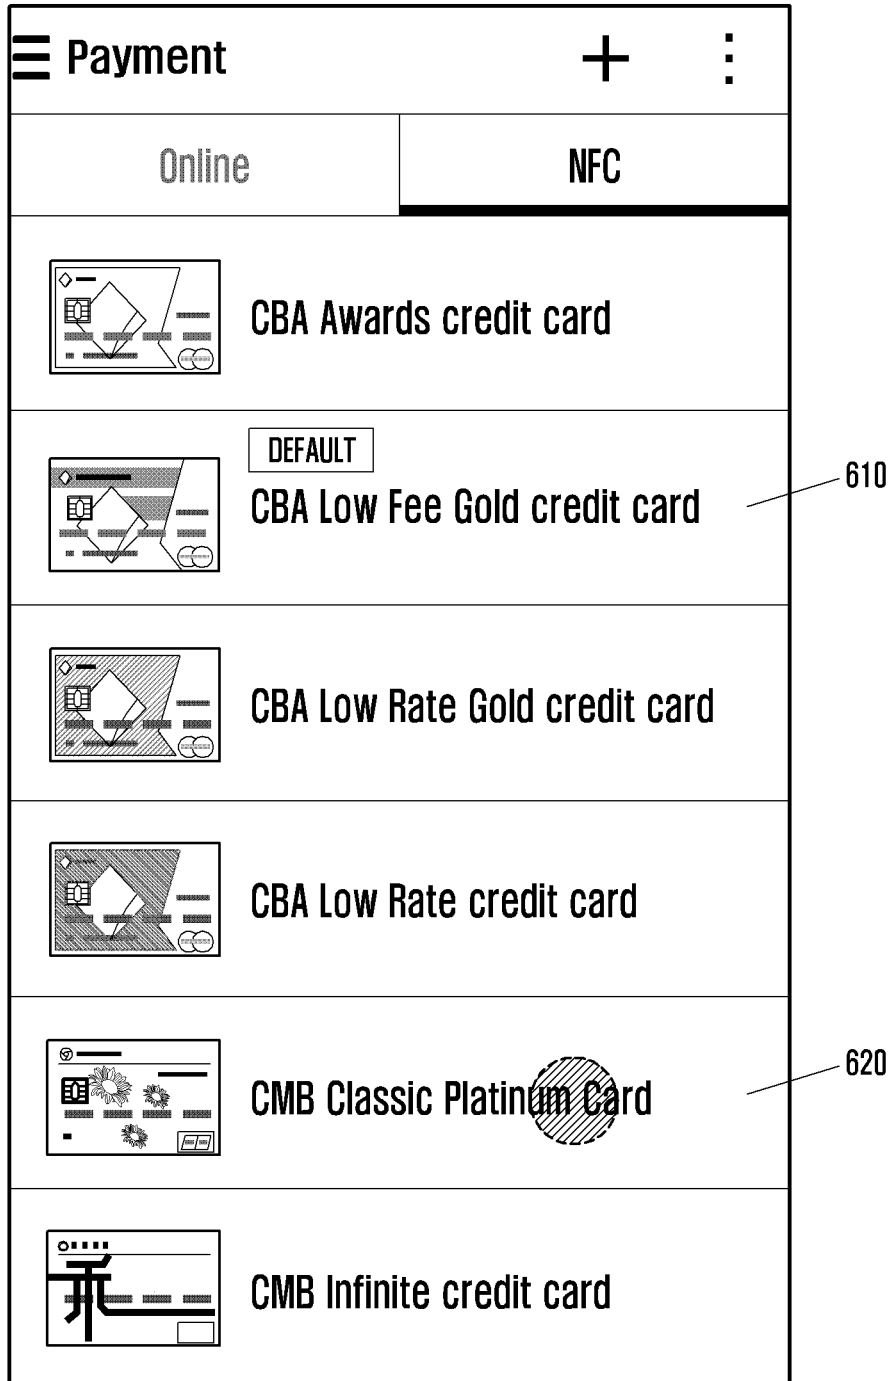 Payment
Online
NFC
CBA Awards credit card
DEFAULT
CBA Low Fee Gold credit card
610
CBA Low Rate Gold credit card
CBA Low Rate credit card
CMB Classic Platinum Card
620
CMB Infinite credit card